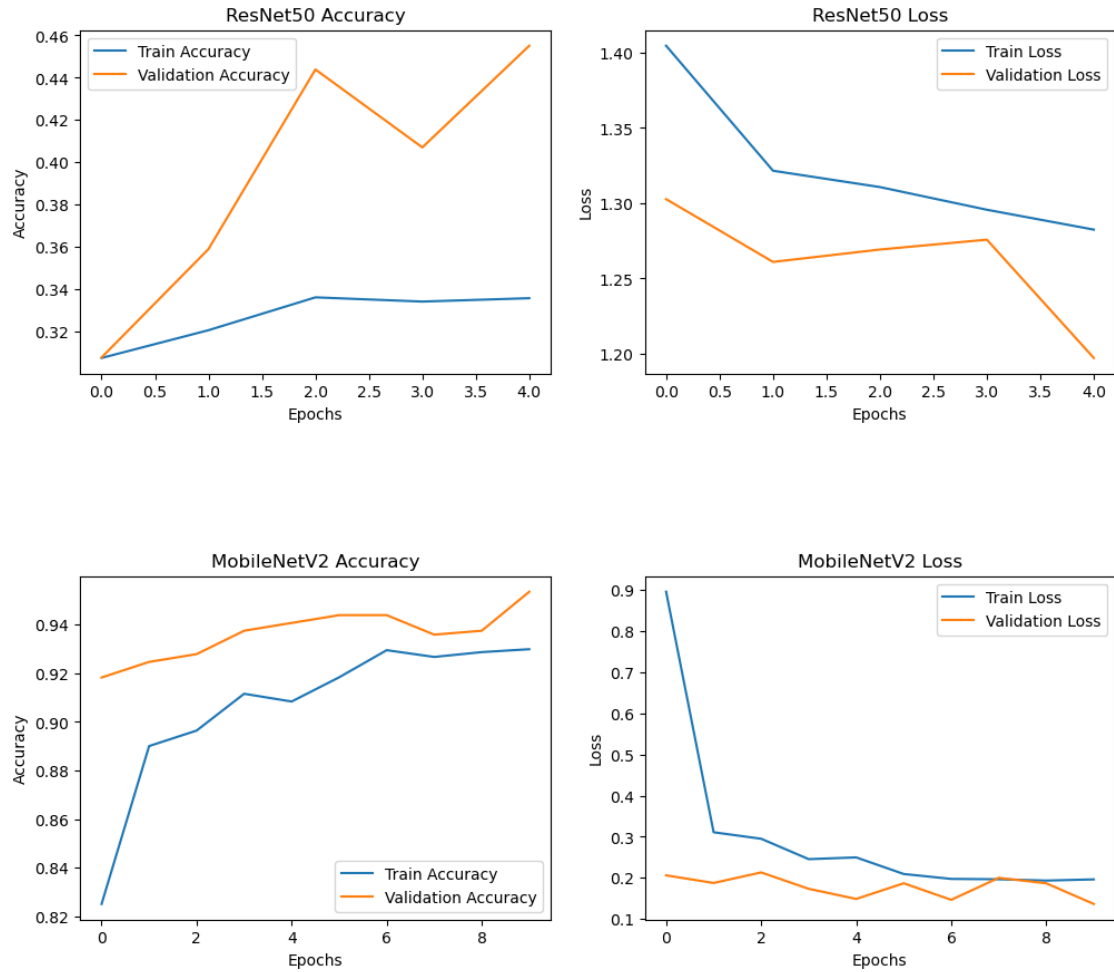 ResNet50 Accuracy
Train Accuracy
Validation Accuracy
0.46
0.44
0.42
0.40
0.38
0.36
0.34
0.32
Accuracy
0.0 0.5 1.0 1.5 2.0 2.5 3.0 3.5 4.0
Epochs
ResNet50 Loss
Train Loss
Validation Loss
1.40
1.35
1.30
1.25
1.20
Loss
0.0 0.5 1.0 1.5 2.0 2.5 3.0 3.5 4.0
Epochs
MobileNetV2 Accuracy
0.94
0.92
0.90
0.88
0.86
0.84
0.82
Accuracy
Train Accuracy
Validation Accuracy
0 2 4 6 8
Epochs
MobileNetV2 Loss
Train Loss
Validation Loss
0.9
0.8
0.7
0.6
0.5
0.4
0.3
0.2
0.1
Loss
0 2 4 6 8
Epochs